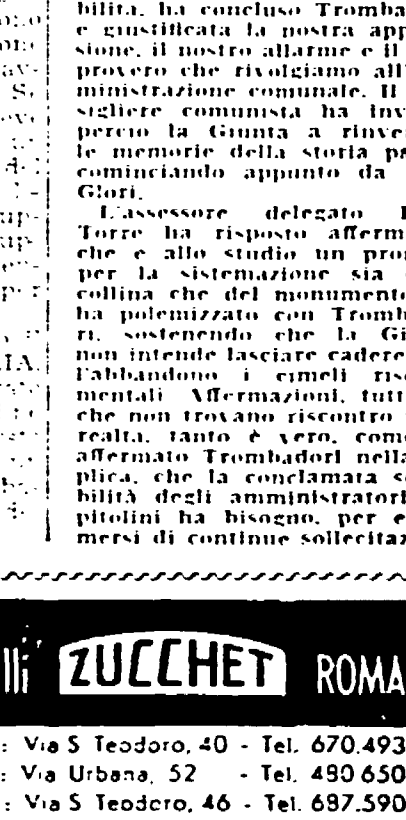 bilita, ha concluso Tromba
e giustificata la nostra app
sione, il nostro allarme e il
provero che rivolgiamo all'
ministrazione comunale. Il
sigliere comunista ha inv
percio la Giunta a rinve
le memorie della storia pa
cominciando appunto da
Glori.
L'assessore delegato
Torre ha risposto afferm
che e allo studio un pro
per la sistemazione sia
collina che del monumento
ha polemizzato con Tromb
ri, sostenendo che la Gi
non intende lasciare cadere
l'abbandono i cimeli ris
mentali Affermazioni, tutt
che non trovano riscontro
realta, tanto è vero, com
affermato Trombadori nella
plica, che la conclamata s
bilità degli amministratori
pitolini ha bisogno, per e
mersi di continue sollecitaz
lli ZUCCHET ROMA
: Via S Teodoro, 40 - Tel. 670.493
: Via Urbana, 52 - Tel. 480 650
: Via S Teodoro, 46 - Tel. 687.590